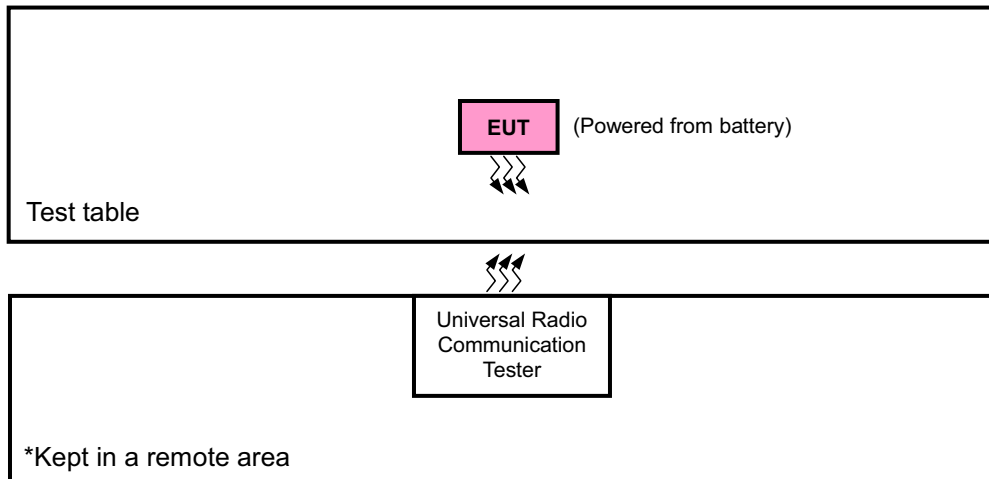 EUT
(Powered from battery)
Test table
Universal Radio
Communication
Tester
*Kept in a remote area